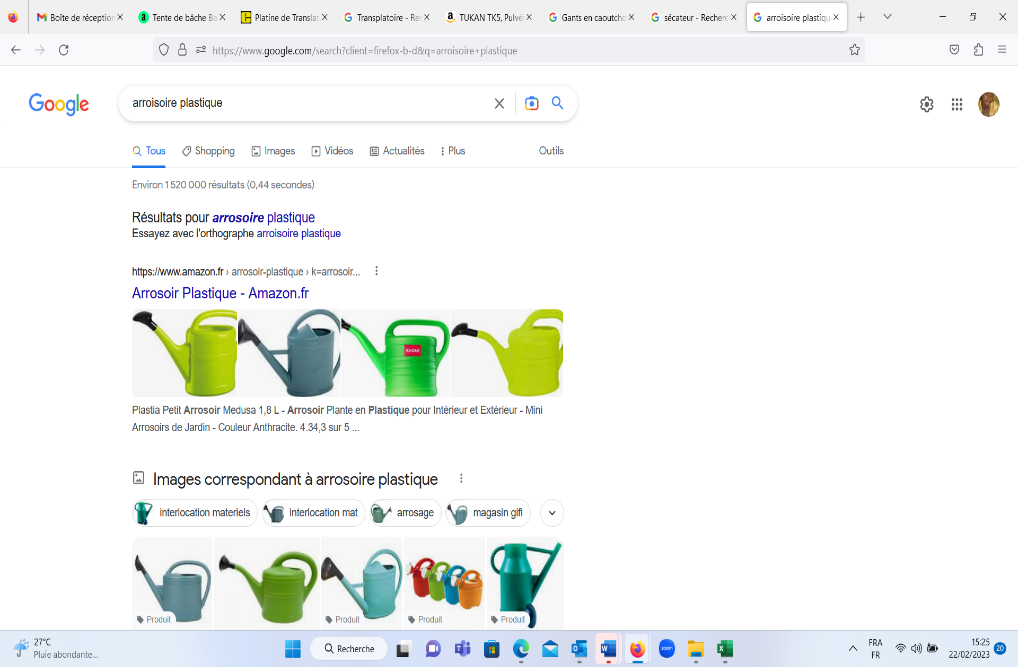 Boîte de réception
Tente de bâche Ba
Platine de Translat
Transplatoire - Rec
TUKAN TK5, Pulvé
Gants en caoutcho
sécateur - Recherc
arroisoire plastique
https://www.google.com/search?client=firefox-b-d&q=arroisoire+plastique
Google
arroisoire plastique
Tous
Shopping
Images
Vidéos
Actualités
Plus
Outils
Environ 1 520 000 résultats (0,44 secondes)
Résultats pour arrosoire plastique
Essayez avec l'orthographe arroisoire plastique
https://www.amazon.fr › arrosoir-plastique › k=arrosoir...
Arrosoir Plastique - Amazon.fr
Plastia Petit Arrosoir Medusa 1,8 L - Arrosoir Plante en Plastique pour Intérieur et Extérieur - Mini
Arrosoirs de Jardin - Couleur Anthracite. 4.34,3 sur 5 ...
Images correspondant à arrosoire plastique
interlocation materiels
interlocation mat
arrosage
magasin gifi
Produit
Produit
Produit
Produit
27°C
Pluie abondante...
Recherche
FRA
FR
15:25
22/02/2023
20